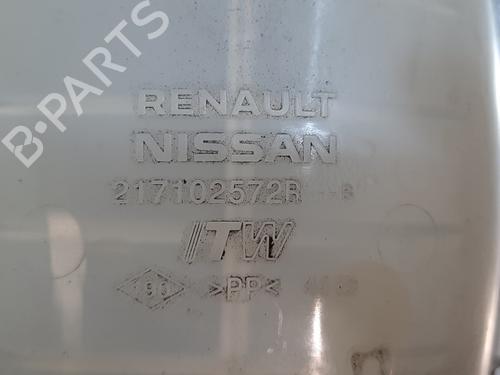 B-PARTS
RENAULT
NISSAN
217102572R
ITW
>PP<